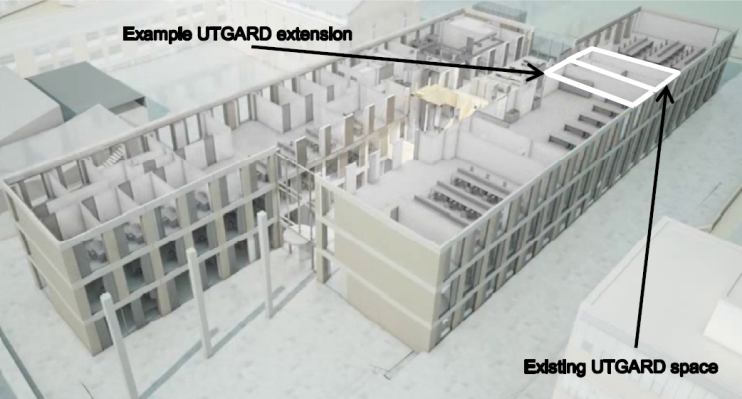 Example UTGARD extension
Existing UTGARD space